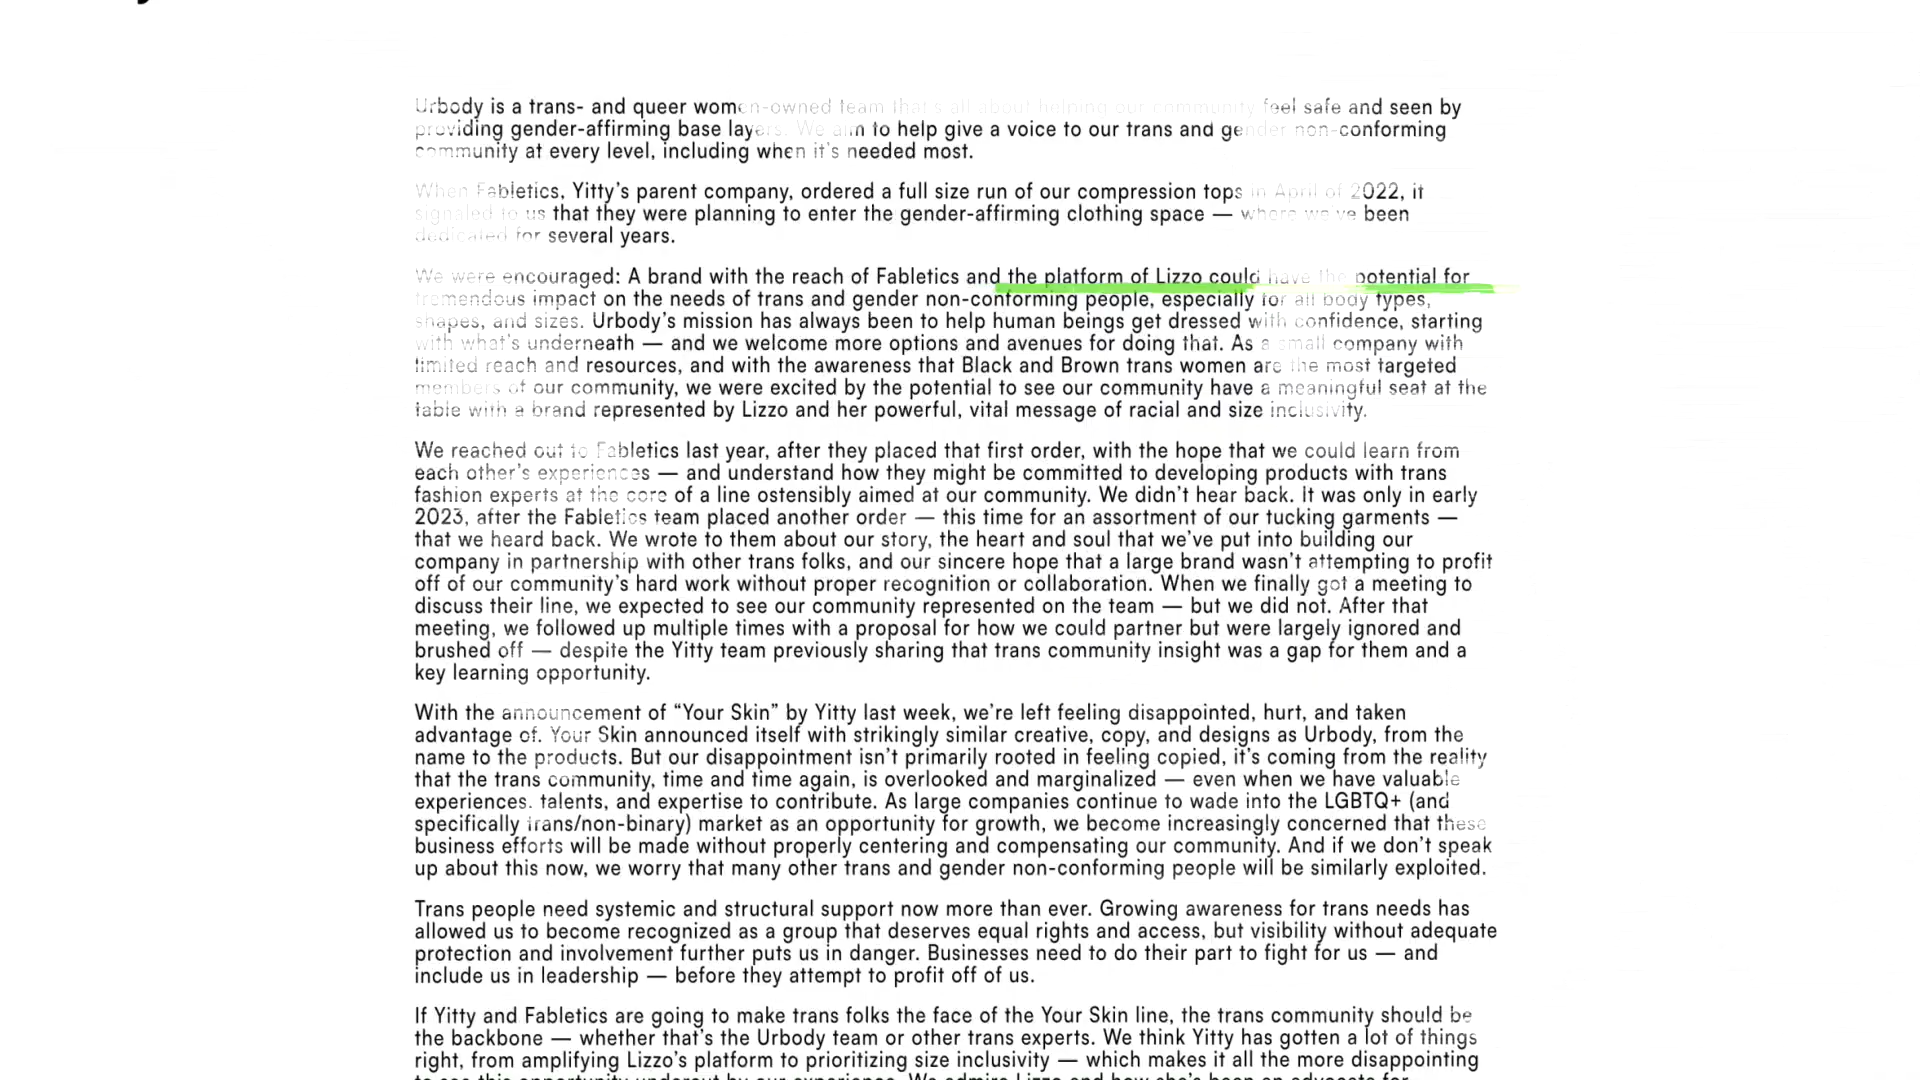 Urbody is a trans- and queer women-owned team that's all about helping our community feel safe and seen by
providing gender-affirming base layers. We aim to help give a voice to our trans and gender non-conforming
community at every level, including when it's needed most.
When Fabletics, Yitty's parent company, ordered a full size run of our compression tops in April of 2022, it
signaled to us that they were planning to enter the gender-affirming clothing space — where we've been
dedicated for several years.
We were encouraged: A brand with the reach of Fabletics and the platform of Lizzo could have the potential for
tremendous impact on the needs of trans and gender non-conforming people, especially for all body types,
shapes, and sizes. Urbody's mission has always been to help human beings get dressed with confidence, starting
with what's underneath — and we welcome more options and avenues for doing that. As a small company with
limited reach and resources, and with the awareness that Black and Brown trans women are the most targeted
members of our community, we were excited by the potential to see our community have a meaningful seat at the
table with a brand represented by Lizzo and her powerful, vital message of racial and size inclusivity.
We reached out to Fabletics last year, after they placed that first order, with the hope that we could learn from
each other's experiences — and understand how they might be committed to developing products with trans
fashion experts at the core of a line ostensibly aimed at our community. We didn't hear back. It was only in early
2023, after the Fabletics team placed another order — this time for an assortment of our tucking garments —
that we heard back. We wrote to them about our story, the heart and soul that we've put into building our
company in partnership with other trans folks, and our sincere hope that a large brand wasn't attempting to profit
off of our community's hard work without proper recognition or collaboration. When we finally got a meeting to
discuss their line, we expected to see our community represented on the team — but we did not. After that
meeting, we followed up multiple times with a proposal for how we could partner but were largely ignored and
brushed off — despite the Yitty team previously sharing that trans community insight was a gap for them and a
key learning opportunity.
With the announcement of “Your Skin” by Yitty last week, we're left feeling disappointed, hurt, and taken
advantage of. Your Skin announced itself with strikingly similar creative, copy, and designs as Urbody, from the
name to the products. But our disappointment isn't primarily rooted in feeling copied, it's coming from the reality
that the trans community, time and time again, is overlooked and marginalized — even when we have valuable
experiences, talents, and expertise to contribute. As large companies continue to wade into the LGBTQ+ (and
specifically trans/non-binary) market as an opportunity for growth, we become increasingly concerned that these
business efforts will be made without properly centering and compensating our community. And if we don't speak
up about this now, we worry that many other trans and gender non-conforming people will be similarly exploited.
Trans people need systemic and structural support now more than ever. Growing awareness for trans needs has
allowed us to become recognized as a group that deserves equal rights and access, but visibility without adequate
protection and involvement further puts us in danger. Businesses need to do their part to fight for us — and
include us in leadership — before they attempt to profit off of us.
If Yitty and Fabletics are going to make trans folks the face of the Your Skin line, the trans community should be
the backbone — whether that's the Urbody team or other trans experts. We think Yitty has gotten a lot of things
right, from amplifying Lizzo's platform to prioritizing size inclusivity — which makes it all the more disappointing